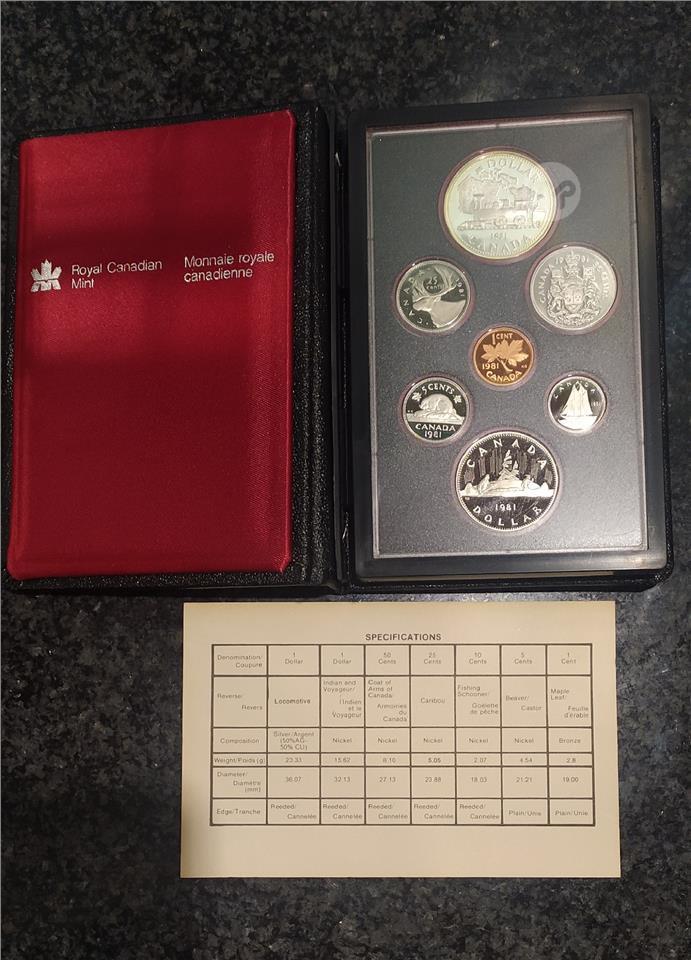 Royal Canadian
Mint
Monnaie royale
canadienne
DOLLAR
1981
CANADA
25
cents
CANADA
1981
CANADA 1981
50 CENTS
1 CENT
1981
CANADA
5 CENTS
CANADA
1981
CANADA
1981
CANADA
1981
DOLLAR
SPECIFICATIONS
Denomination/ Coupure | 1 Dollar | 1 Dollar | 50 Cents | 25 Cents | 10 Cents | 5 Cents | 1 Cent
Reverse/ Revers | Locomotive | Indian and Voyageur/ l'Indien et le Voyageur | Coat of Arms of Canada/ Armoiries du Canada | Caribou | Fishing Schooner/ Goélette de pêche | Beaver/ Castor | Maple Leaf/ Feuille d'érable
Composition | Silver/Argent (50%AG- 50% CU) | Nickel | Nickel | Nickel | Nickel | Nickel | Bronze
Weight/Poids (g) | 23.33 | 15.62 | 8.10 | 5.05 | 2.07 | 4.54 | 2.8
Diameter/ Diamètre (mm) | 36.07 | 32.13 | 27.13 | 23.88 | 18.03 | 21.21 | 19.00
Edge/Tranche | Reeded/ Cannelée | Reeded/ Cannelée | Reeded/ Cannelée | Reeded/ Cannelée | Reeded/ Cannelée | Plain/Unie | Plain/Unie